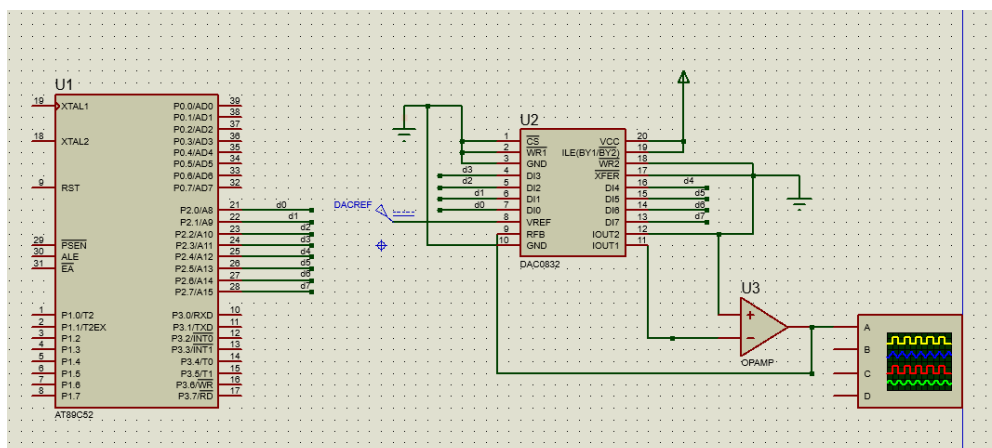 U1
19 XTAL1 P0.0/AD0 39
P0.1/AD1 38
P0.2/AD2 37
18 XTAL2 P0.3/AD3 36
P0.4/AD4 35
P0.5/AD5 34
P0.6/AD6 33
9 RST P0.7/AD7 32
P2.0/A8 21 d0
P2.1/A9 22 d1
P2.2/A10 23 d2
29 PSEN P2.3/A11 24 d3
30 ALE P2.4/A12 25 d4
31 EA P2.5/A13 26 d5
P2.6/A14 27 d6
P2.7/A15 28 d7
1 P1.0/T2 P3.0/RXD 10
2 P1.1/T2EX P3.1/TXD 11
3 P1.2 P3.2/INT0 12
4 P1.3 P3.3/INT1 13
5 P1.4 P3.4/T0 14
6 P1.5 P3.5/T1 15
7 P1.6 P3.6/WR 16
8 P1.7 P3.7/RD 17
AT89C52
DACREF
U2
1 CS VCC 20
2 WR1 ILE(BY1/BY2) 19
3 GND WR2 18
d3 4 DI3 XFER 17
d2 5 DI2 DI4 16 d4
d1 6 DI1 DI5 15 d5
d0 7 DI0 DI6 14 d6
8 VREF DI7 13 d7
9 RFB IOUT2 12
10 GND IOUT1 11
DAC0832
U3
OPAMP
A
B
C
D